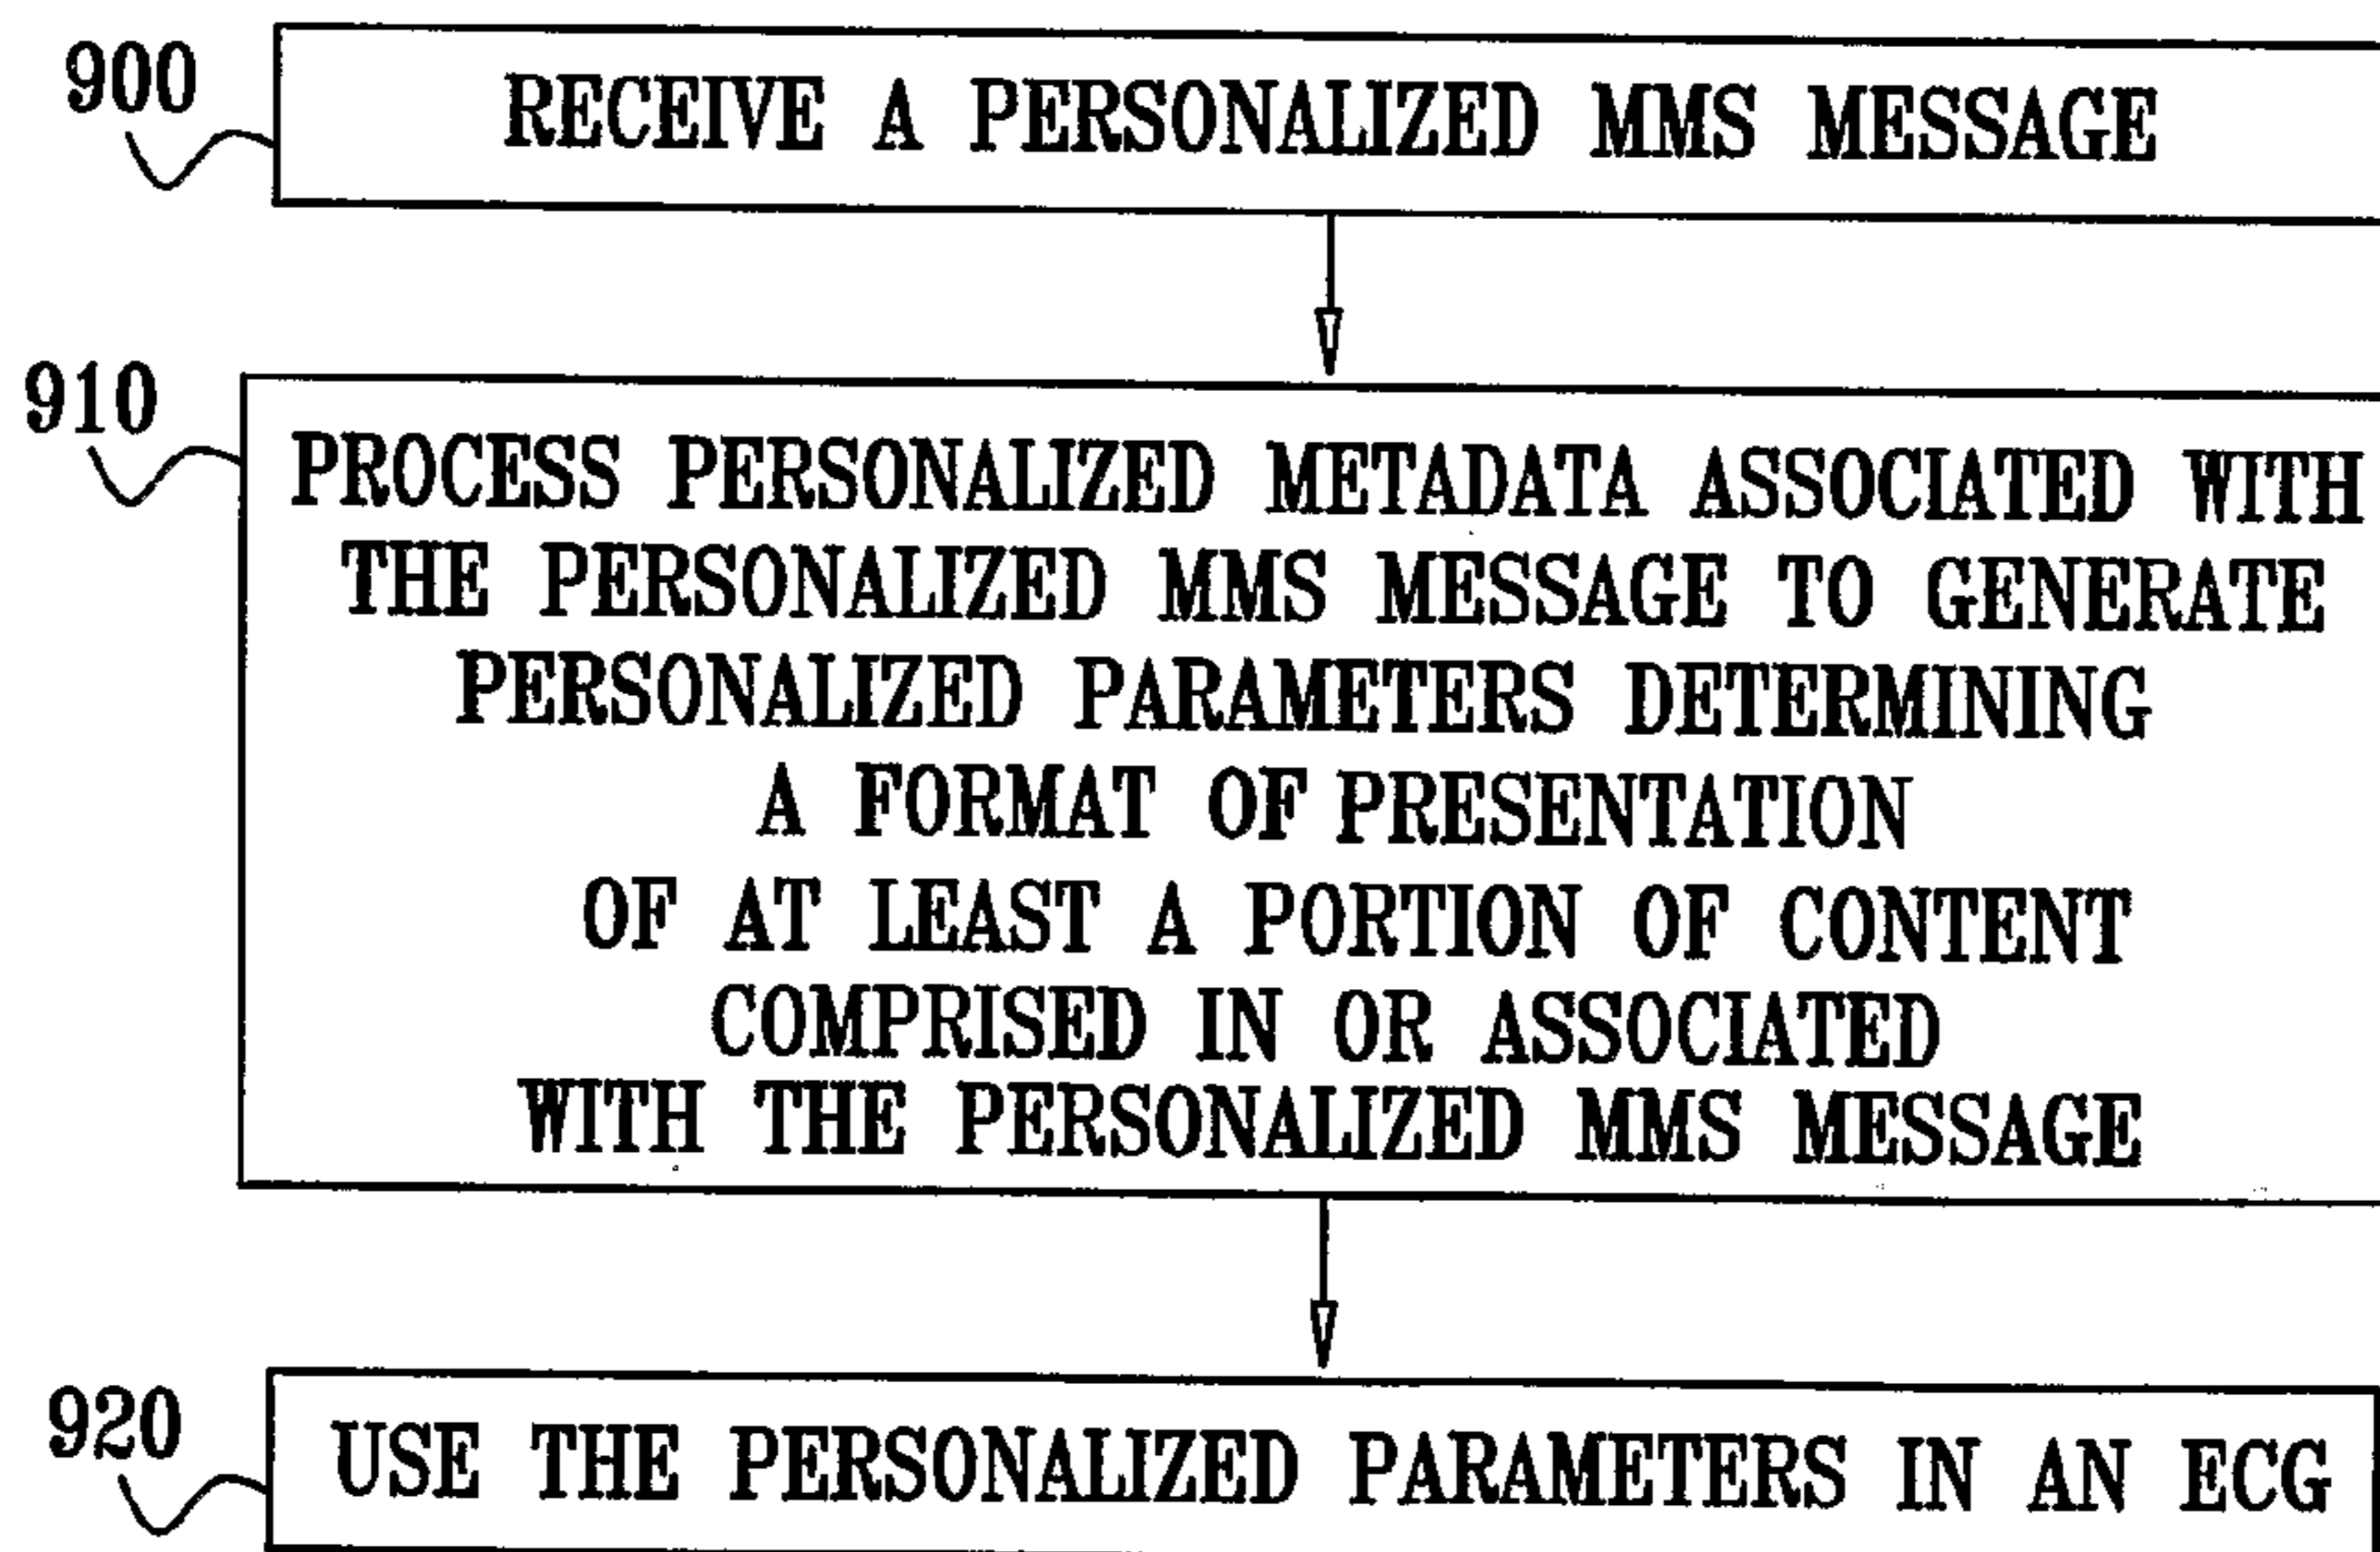 900
RECEIVE A PERSONALIZED MMS MESSAGE
910
PROCESS PERSONALIZED METADATA ASSOCIATED WITH
THE PERSONALIZED MMS MESSAGE TO GENERATE
PERSONALIZED PARAMETERS DETERMINING
A FORMAT OF PRESENTATION
OF AT LEAST A PORTION OF CONTENT
COMPRISED IN OR ASSOCIATED
WITH THE PERSONALIZED MMS MESSAGE
920
USE THE PERSONALIZED PARAMETERS IN AN ECG